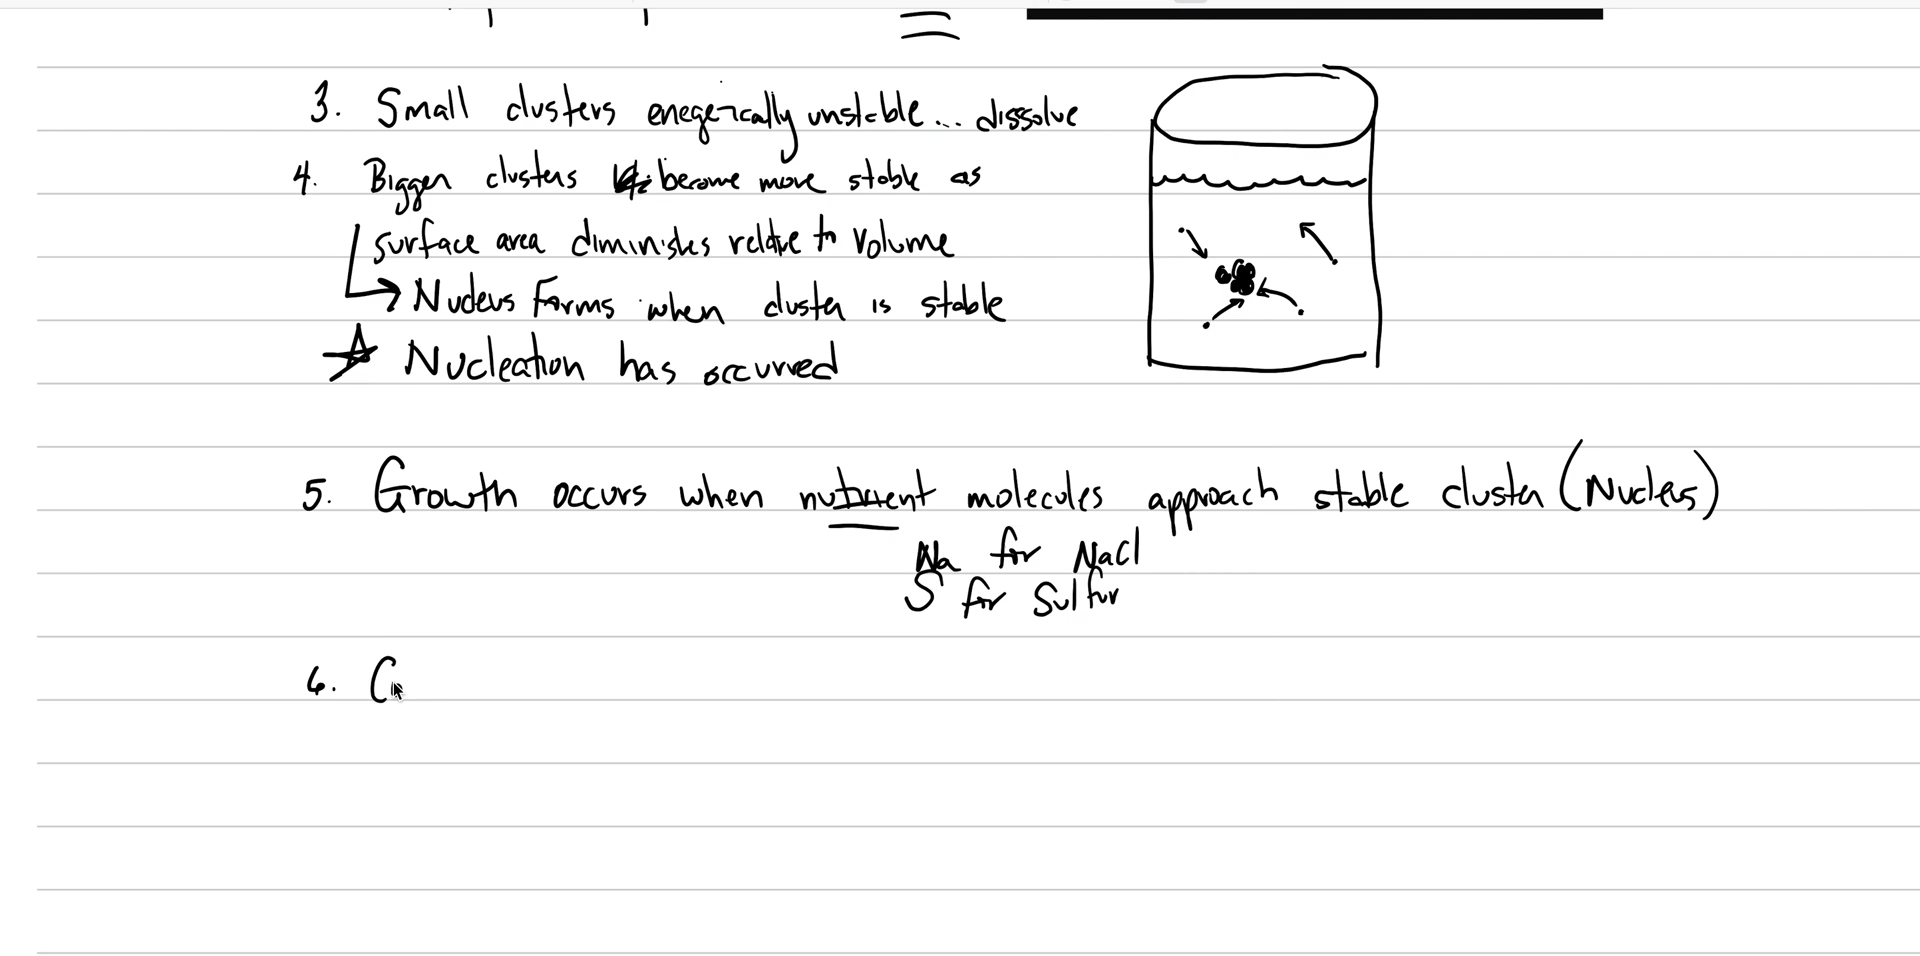 3. Small clusters enegerically unstable... dissolve
4. Bigger clusters become more stable as
surface area diminishes relative to volume
→ Nucleus Forms when cluster is stable
☆ Nucleation has occurred
5. Growth occurs when nutrient molecules approach stable cluster (Nucleus)
Na for NaCl
S for Sulfur
6. C